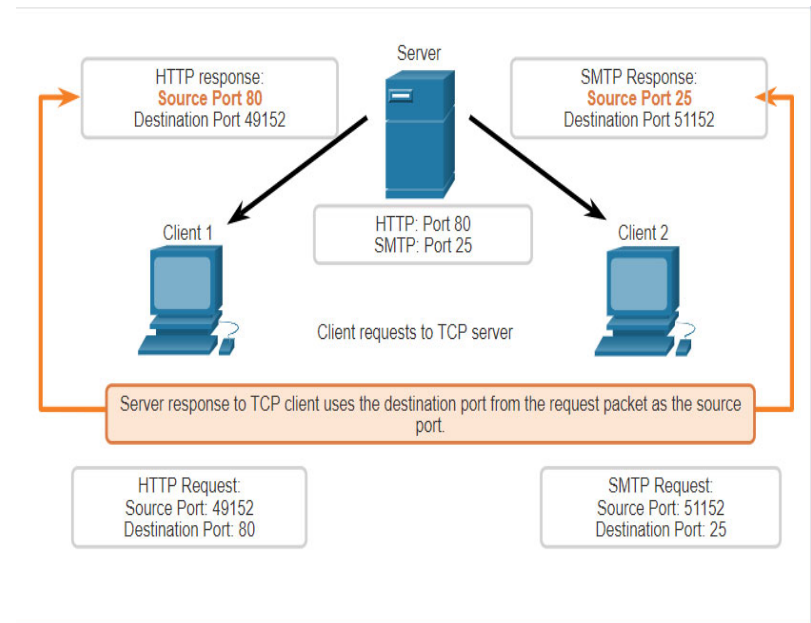 Server
HTTP response:
Source Port 80
Destination Port 49152
SMTP Response:
Source Port 25
Destination Port 51152
HTTP: Port 80
SMTP: Port 25
Client 1
Client 2
Client requests to TCP server
Server response to TCP client uses the destination port from the request packet as the source
port.
HTTP Request:
Source Port: 49152
Destination Port: 80
SMTP Request:
Source Port: 51152
Destination Port: 25